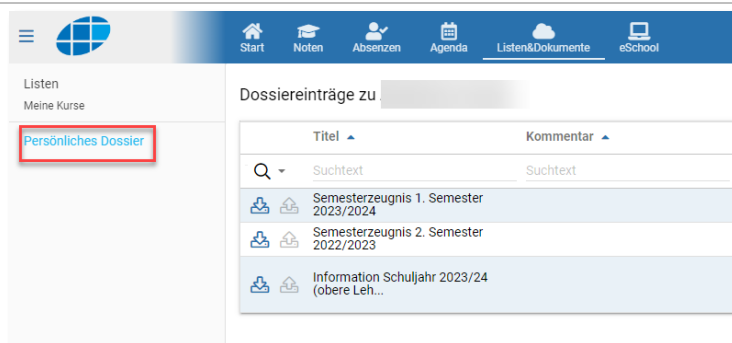 Start
Noten
Absenzen
Agenda
Listen&Dokumente
eSchool
Listen
Meine Kurse
Persönliches Dossier
Dossiereinträge zu
Titel
Kommentar
Suchtext
Suchtext
Semesterzeugnis 1. Semester
2023/2024
Semesterzeugnis 2. Semester
2022/2023
Information Schuljahr 2023/24
(obere Leh...